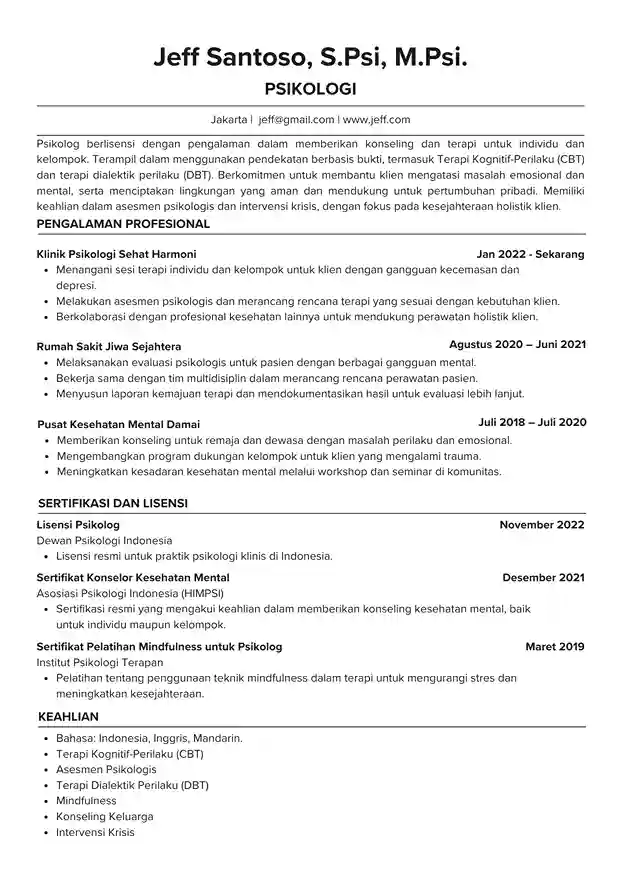 Jeff Santoso, S.Psi, M.Psi.
PSIKOLOGI
Jakarta | jeff@gmail.com | www.jeff.com
Psikolog berlisensi dengan pengalaman dalam memberikan konseling dan terapi untuk individu dan
kelompok. Terampil dalam menggunakan pendekatan berbasis bukti, termasuk Terapi Kognitif-Perilaku (CBT)
dan terapi dialektik perilaku (DBT). Berkomitmen untuk membantu klien mengatasi masalah emosional dan
mental, serta menciptakan lingkungan yang aman dan mendukung untuk pertumbuhan pribadi. Memiliki
keahlian dalam asesmen psikologis dan intervensi krisis, dengan fokus pada kesejahteraan holistik klien.
PENGALAMAN PROFESIONAL
Klinik Psikologi Sehat Harmoni Jan 2022 - Sekarang
• Menangani sesi terapi individu dan kelompok untuk klien dengan gangguan kecemasan dan
depresi.
• Melakukan asesmen psikologis dan merancang rencana terapi yang sesuai dengan kebutuhan klien.
• Berkolaborasi dengan profesional kesehatan lainnya untuk mendukung perawatan holistik klien.
Rumah Sakit Jiwa Sejahtera Agustus 2020 – Juni 2021
• Melaksanakan evaluasi psikologis untuk pasien dengan berbagai gangguan mental.
• Bekerja sama dengan tim multidisiplin dalam merancang rencana perawatan pasien.
• Menyusun laporan kemajuan terapi dan mendokumentasikan hasil untuk evaluasi lebih lanjut.
Pusat Kesehatan Mental Damai Juli 2018 – Juli 2020
• Memberikan konseling untuk remaja dan dewasa dengan masalah perilaku dan emosional.
• Mengembangkan program dukungan kelompok untuk klien yang mengalami trauma.
• Meningkatkan kesadaran kesehatan mental melalui workshop dan seminar di komunitas.
SERTIFIKASI DAN LISENSI
Lisensi Psikolog November 2022
Dewan Psikologi Indonesia
• Lisensi resmi untuk praktik psikologi klinis di Indonesia.
Sertifikat Konselor Kesehatan Mental Desember 2021
Asosiasi Psikologi Indonesia (HIMPSI)
• Sertifikasi resmi yang mengakui keahlian dalam memberikan konseling kesehatan mental, baik
untuk individu maupun kelompok.
Sertifikat Pelatihan Mindfulness untuk Psikolog Maret 2019
Institut Psikologi Terapan
• Pelatihan tentang penggunaan teknik mindfulness dalam terapi untuk mengurangi stres dan
meningkatkan kesejahteraan.
KEAHLIAN
• Bahasa: Indonesia, Inggris, Mandarin.
• Terapi Kognitif-Perilaku (CBT)
• Asesmen Psikologis
• Terapi Dialektik Perilaku (DBT)
• Mindfulness
• Konseling Keluarga
• Intervensi Krisis